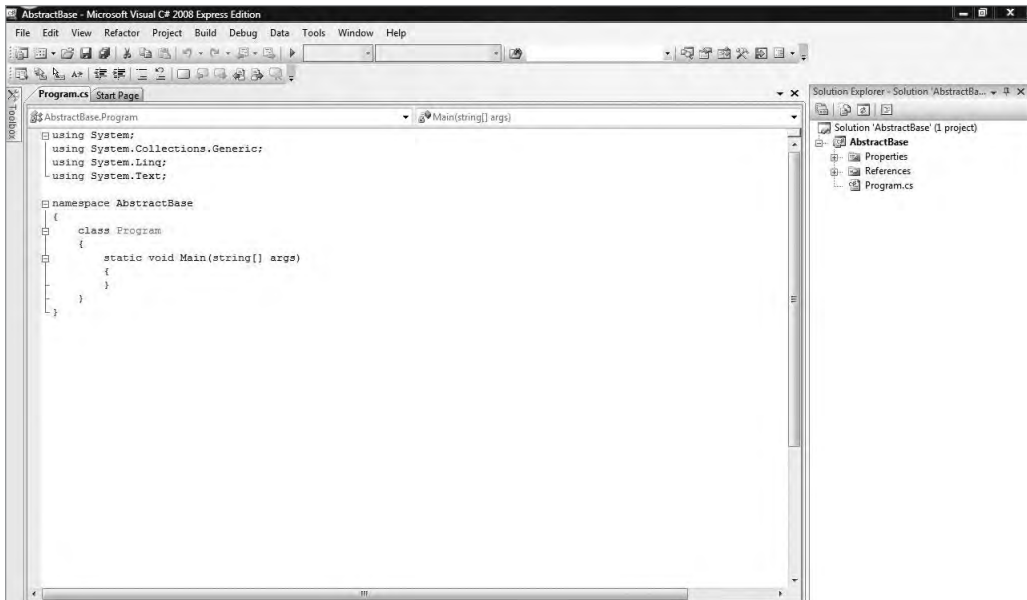 AbstractBase - Microsoft Visual C# 2008 Express Edition
File Edit View Refactor Project Build Debug Data Tools Window Help
Toolbox
Program.cs Start Page
AbstractBase.Program
Main(string[] args)
using System;
using System.Collections.Generic;
using System.Linq;
using System.Text;
namespace AbstractBase
{
class Program
{
static void Main(string[] args)
{
}
}
}
Solution Explorer - Solution 'AbstractBa...
Solution 'AbstractBase' (1 project)
AbstractBase
Properties
References
Program.cs